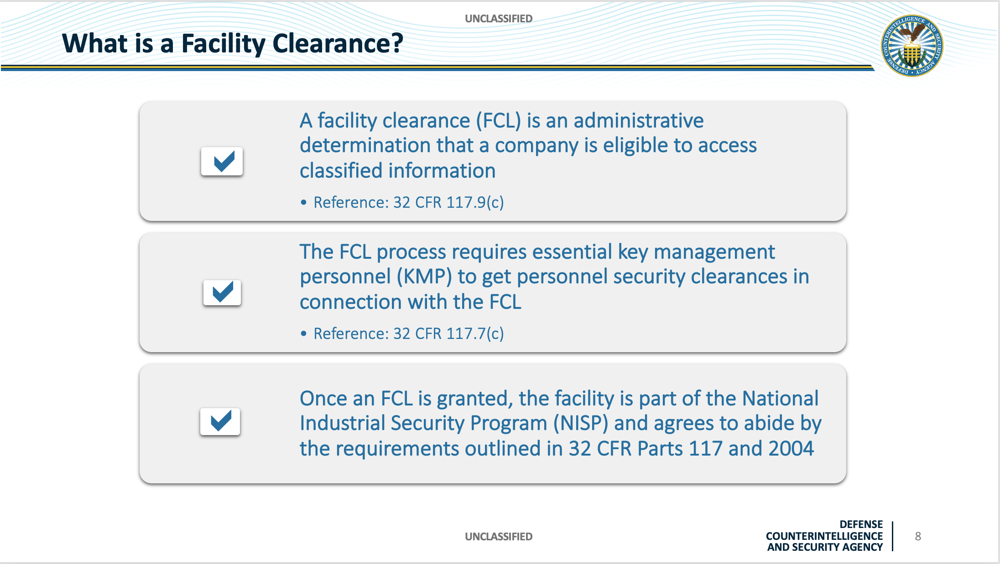 UNCLASSIFIED
What is a Facility Clearance?
DEFENSE COUNTERINTELLIGENCE AND SECURITY AGENCY
A facility clearance (FCL) is an administrative
determination that a company is eligible to access
classified information
• Reference: 32 CFR 117.9(c)
The FCL process requires essential key management
personnel (KMP) to get personnel security clearances in
connection with the FCL
• Reference: 32 CFR 117.7(c)
Once an FCL is granted, the facility is part of the National
Industrial Security Program (NISP) and agrees to abide by
the requirements outlined in 32 CFR Parts 117 and 2004
UNCLASSIFIED
DEFENSE
COUNTERINTELLIGENCE
AND SECURITY AGENCY
8